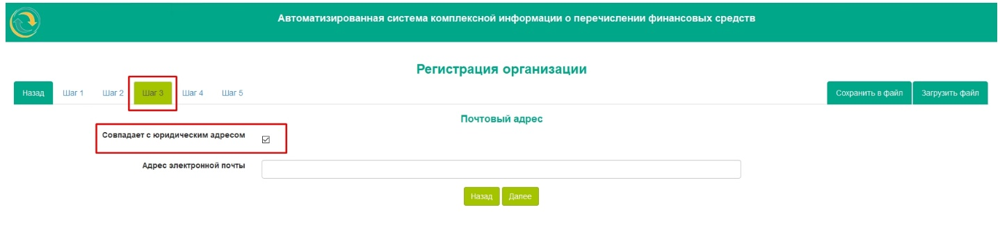 Автоматизированная система комплексной информации о перечислении финансовых средств
Регистрация организации
Назад Шаг 1 Шаг 2 Шаг 3 Шаг 4 Шаг 5 Сохранить в файл Загрузить файл
Почтовый адрес
Совпадает с юридическим адресом
Адрес электронной почты
Назад Далее